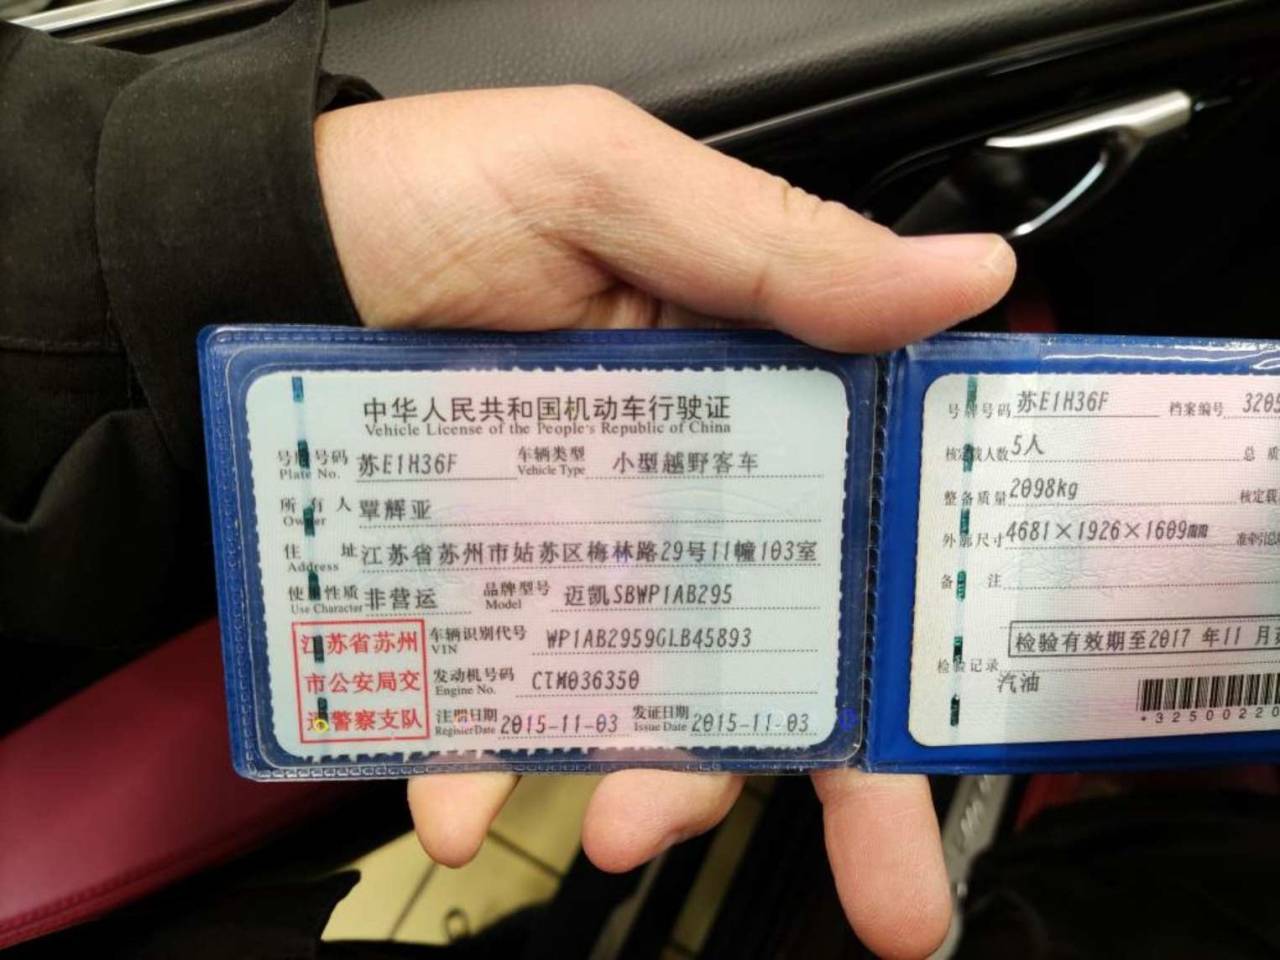 中华人民共和国机动车行驶证
Vehicle License of the People's Republic of China
号牌号码 苏E1H36F 车辆类型 小型越野客车
Plate No. Vehicle Type
所有人 覃辉亚
Owner
住址 江苏省苏州市姑苏区梅林路29号11幢103室
Address
使用性质 非营运 品牌型号 迈凯SBWP1AB295
Use Character Model
江苏省苏州
市公安局交
通警察支队
车辆识别代号 WP1AB2959GLB45893
VIN
发动机号码 CTM036350
Engine No.
注册日期 2015-11-03 发证日期 2015-11-03
Register Date Issue Date
号牌号码 苏E1H36F 档案编号 3205
核定载人数 5人 总质
整备质量 2098kg 核定载
外廓尺寸 4681×1926×1609mm 准牵引总
备注
检验有效期至2017年11月
检验记录
汽油
+32500220